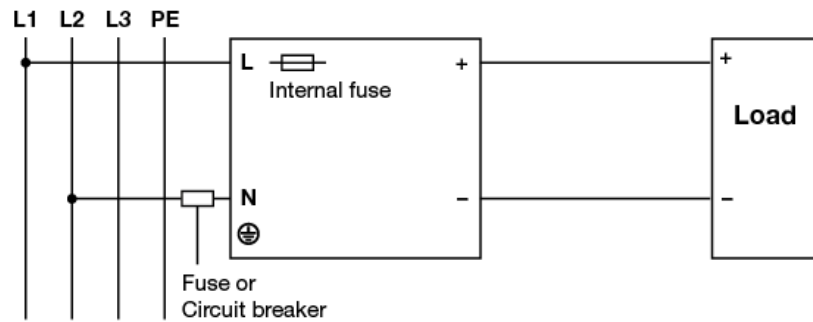 L1 L2 L3 PE
L
+
+
Internal fuse
Load
N
–
–
Fuse or
Circuit breaker